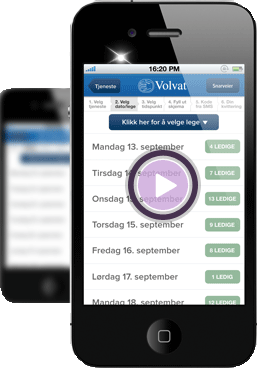 16:20 PM
Tjeneste
Volvat
Snarveier
1. Velg tjeneste
2. Velg dato/lege
3. Velg tidspunkt
4. Fyll ut skjema
5. Kode fra SMS
6. Din bestilling
Klikk her for å velge lege
Mandag 13. september 4 LEDIGE
Tirsdag 14. september 7 LEDIGE
Onsdag 15. september 13 LEDIGE
Torsdag 15. september 9 LEDIGE
Fredag 16. september 8 LEDIGE
Lørdag 17. september 1 LEDIG
Mandag 18. september 12 LEDIGE